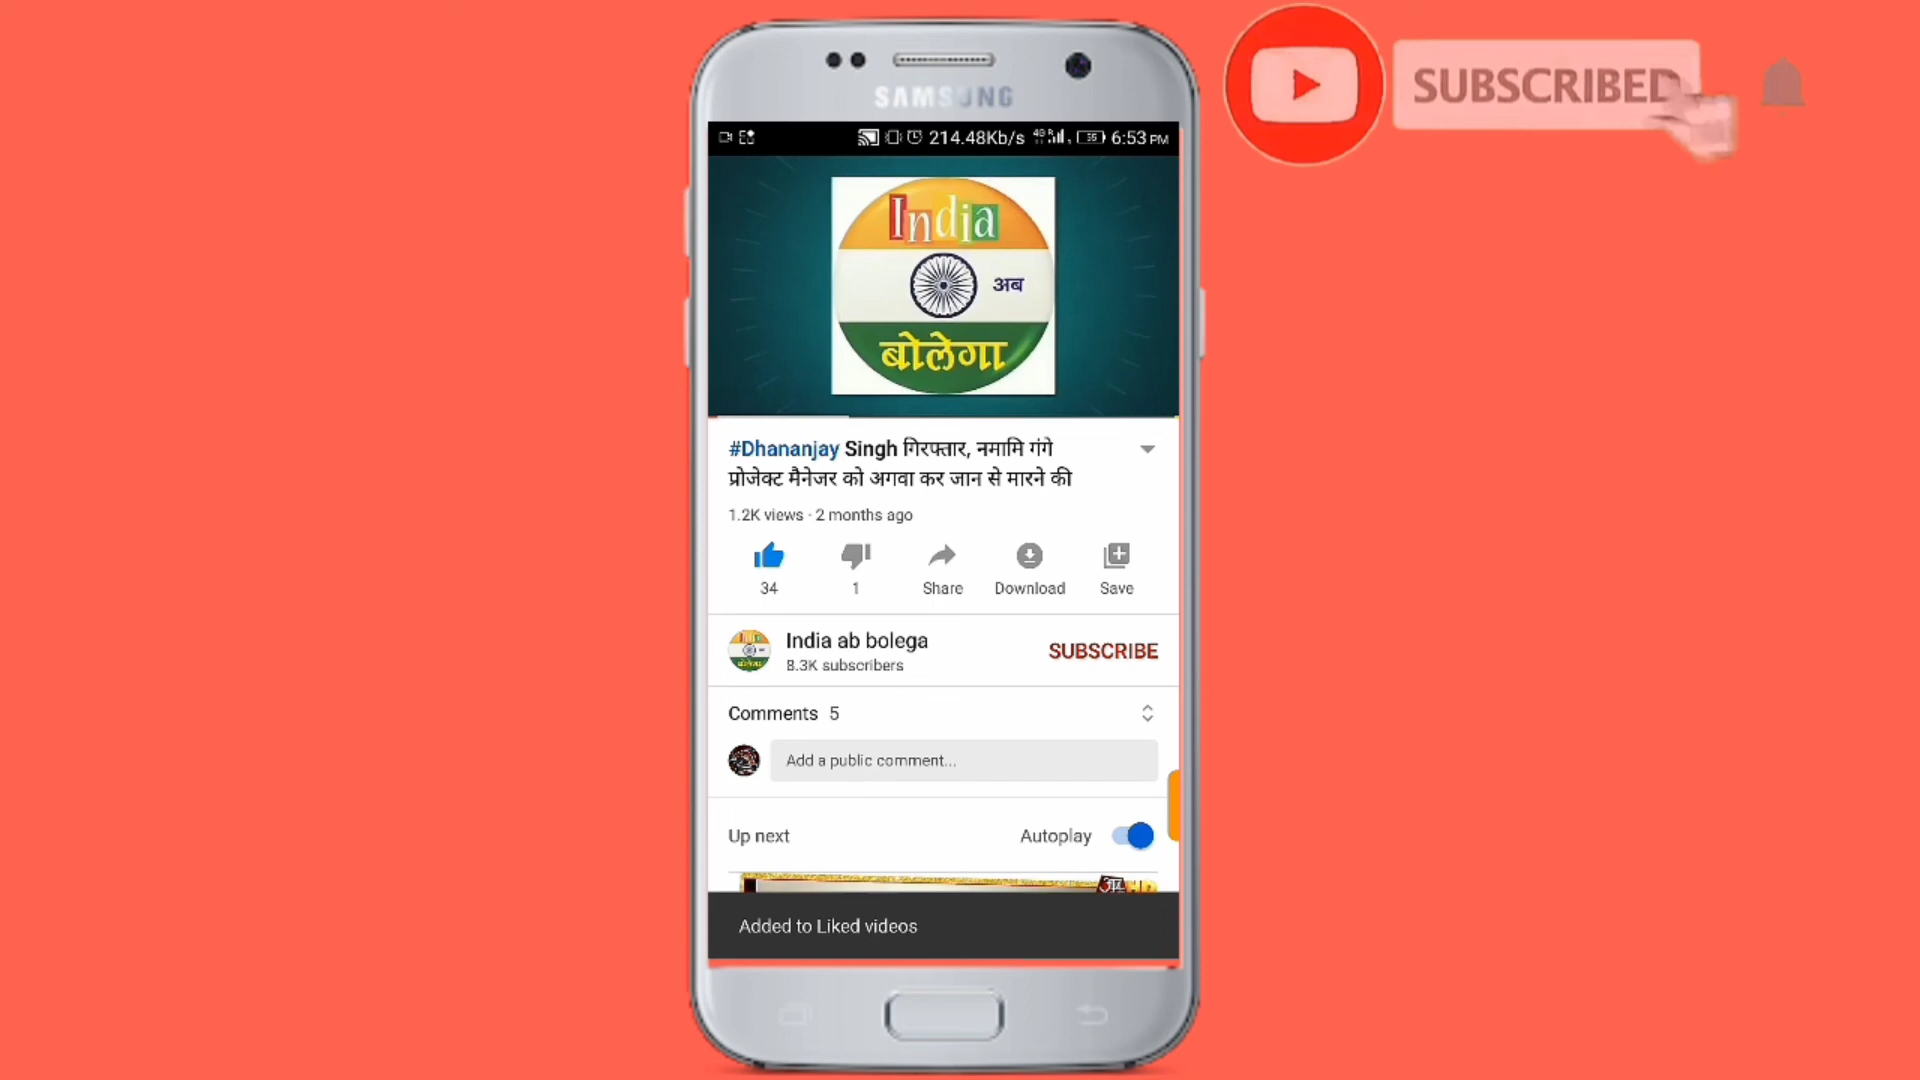 SAMSUNG
SUBSCRIBED
214.48Kb/s 4G R 35 6:53 PM
India
अब
बोलेगा
#Dhananjay Singh गिरफ्तार, नमामि गंगे
प्रोजेक्ट मैनेजर को अगवा कर जान से मारने की
1.2K views · 2 months ago
34 1 Share Download Save
India ab bolega
8.3K subscribers
SUBSCRIBE
Comments 5
Add a public comment...
Up next Autoplay
Added to Liked videos